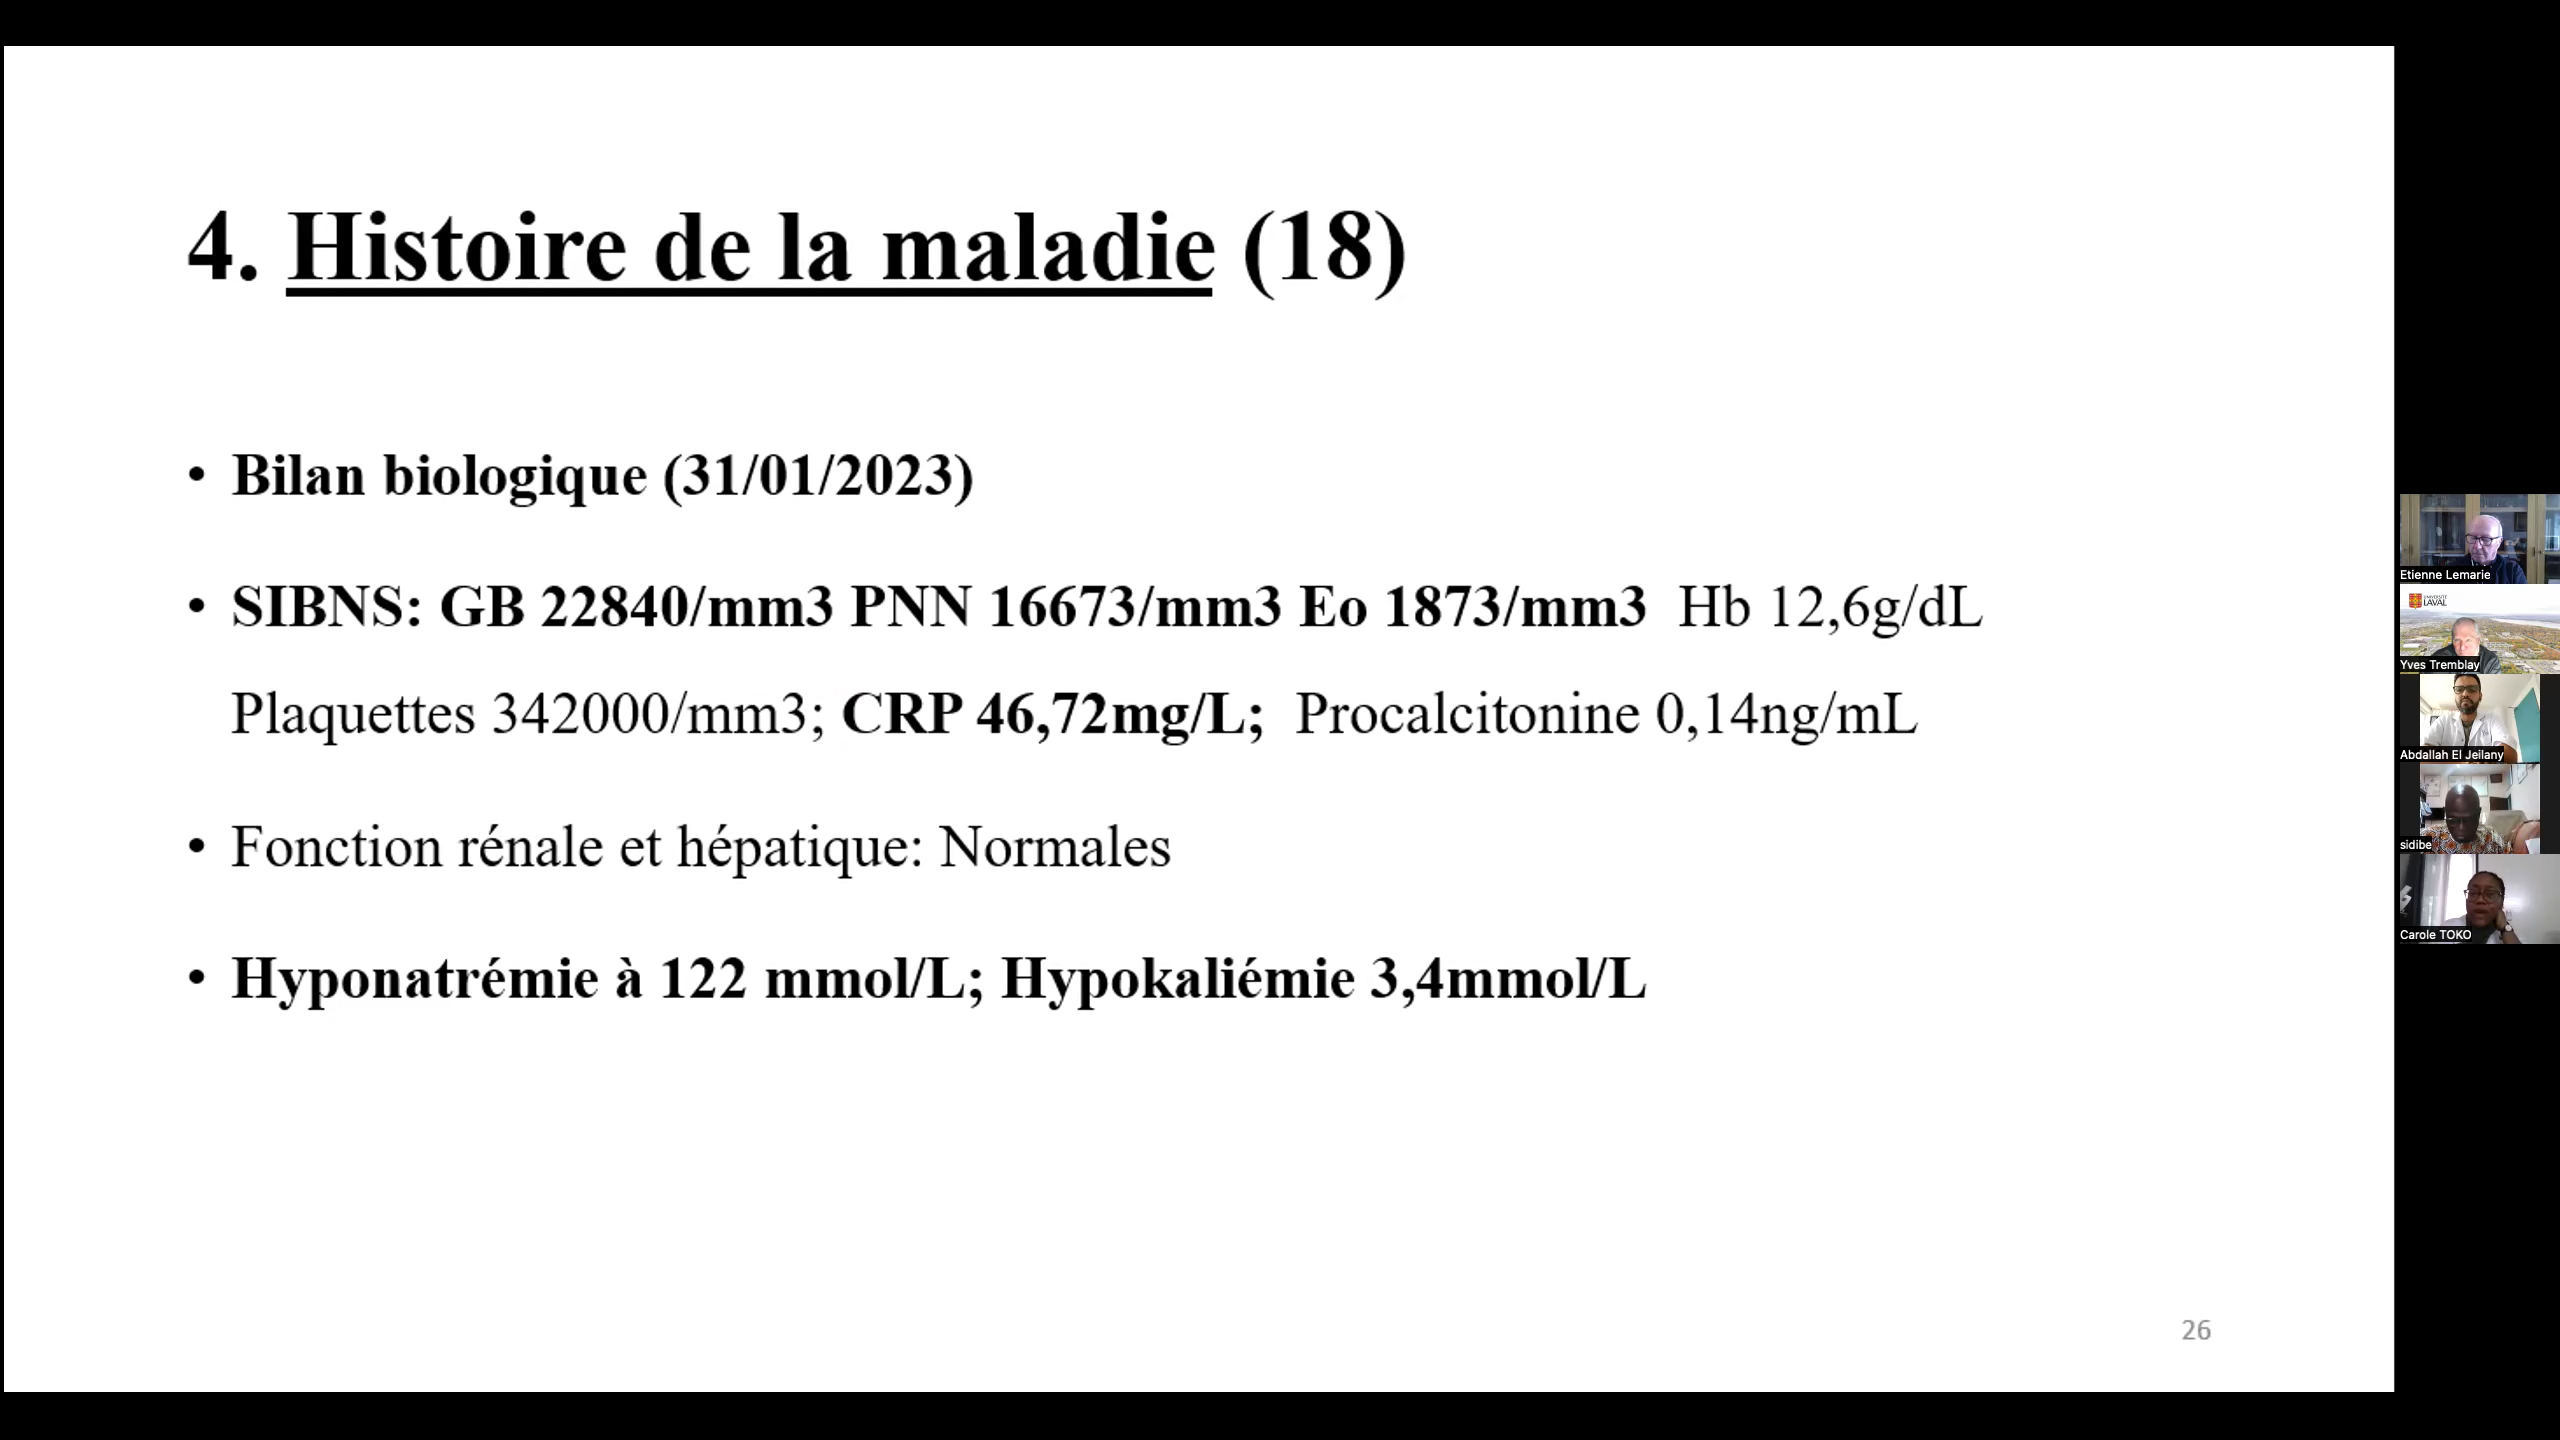 4. Histoire de la maladie (18)
• Bilan biologique (31/01/2023)
• SIBNS: GB 22840/mm3 PNN 16673/mm3 Eo 1873/mm3 Hb 12,6g/dL
Plaquettes 342000/mm3; CRP 46,72mg/L; Procalcitonine 0,14ng/mL
• Fonction rénale et hépatique: Normales
• Hyponatrémie à 122 mmol/L; Hypokaliémie 3,4mmol/L
26
Etienne Lemarie
UNIVERSITÉ
LAVAL
Yves Tremblay
Abdallah El Jeilany
sidibe
Carole TOKO